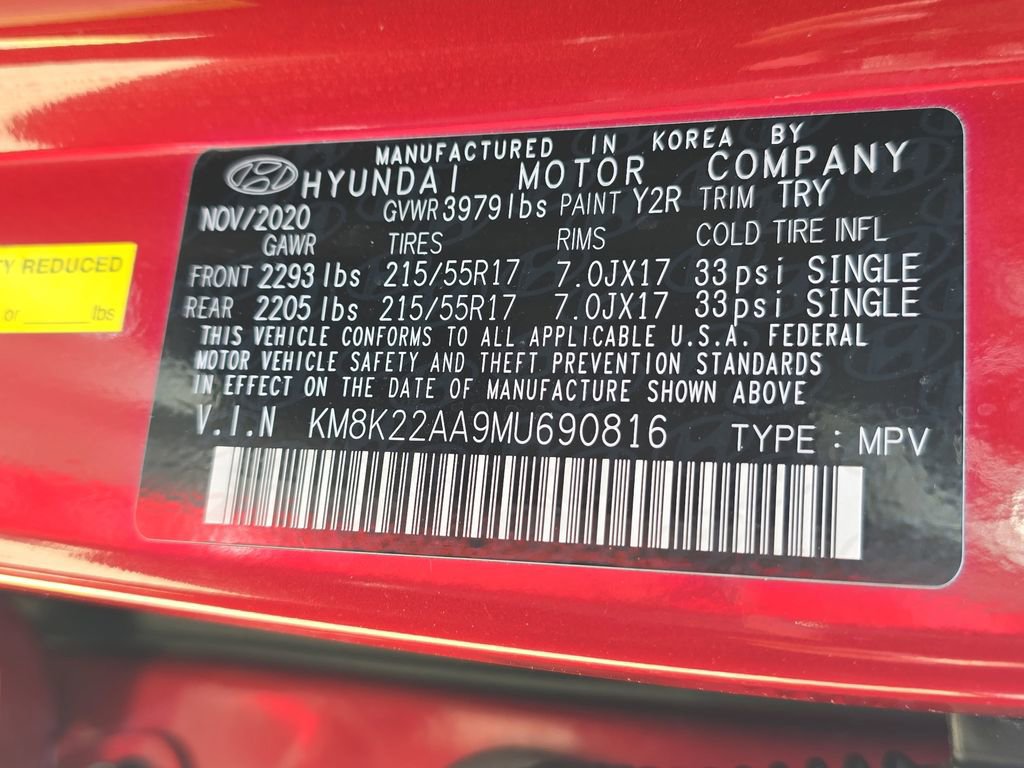 MANUFACTURED IN KOREA BY
HYUNDAI MOTOR COMPANY
NOV/2020 GVWR 3979lbs PAINT Y2R TRIM TRY
GAWR TIRES RIMS COLD TIRE INFL
FRONT 2293 lbs 215/55R17 7.0JX17 33psi SINGLE
REAR 2205 lbs 215/55R17 7.0JX17 33psi SINGLE
THIS VEHICLE CONFORMS TO ALL APPLICABLE U.S.A. FEDERAL
MOTOR VEHICLE SAFETY AND THEFT PREVENTION STANDARDS
IN EFFECT ON THE DATE OF MANUFACTURE SHOWN ABOVE
V.I.N KM8K22AA9MU690816 TYPE : MPV
REDUCED
or ______ lbs